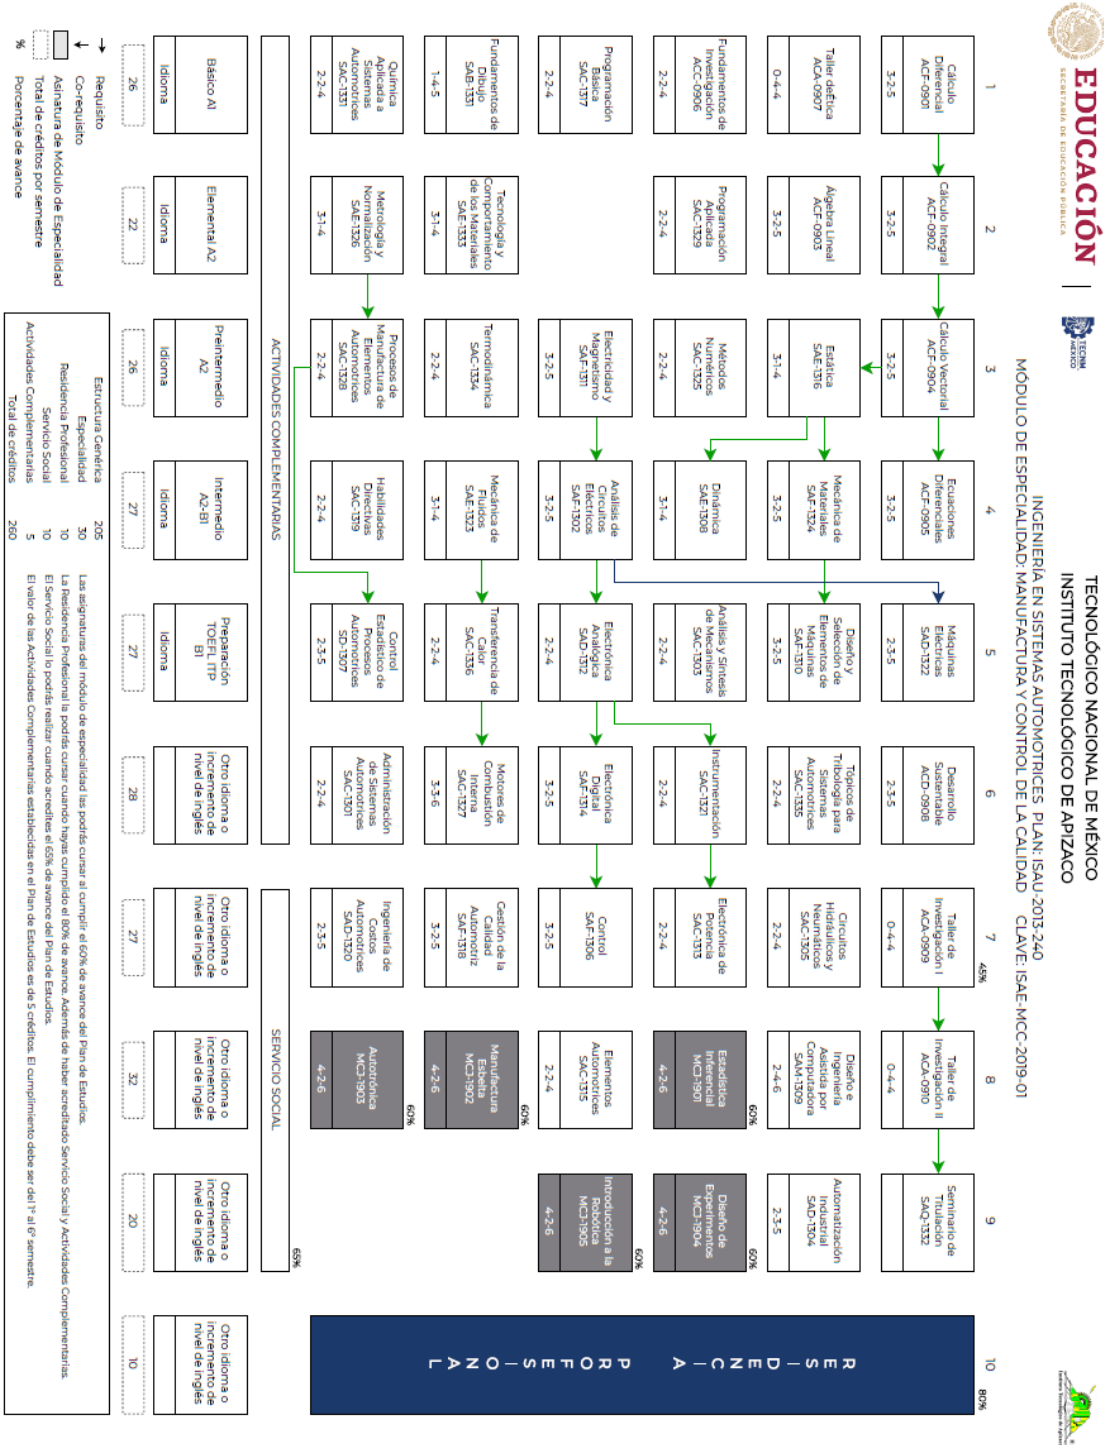 EDUCACIÓN
SECRETARÍA DE EDUCACIÓN PÚBLICA
TECNM
MÉXICO
TECNOLÓGICO NACIONAL DE MÉXICO
INSTITUTO TECNOLÓGICO DE APIZACO
INGENIERÍA EN SISTEMAS AUTOMOTRICES PLAN: ISAU-2013-240
MÓDULO DE ESPECIALIDAD: MANUFACTURA Y CONTROL DE LA CALIDAD CLAVE: ISAE-MCC-2019-01
1
2
3
4
5
6
7
8
9
10
45%
80%
Cálculo
Diferencial
ACF-0901
3-2-5
Cálculo Integral
ACF-0902
3-2-5
Cálculo Vectorial
ACF-0904
3-2-5
Ecuaciones
Diferenciales
ACF-0905
3-2-5
Máquinas
Eléctricas
SAD-1322
2-3-5
Desarrollo
Sustentable
ACD-0908
2-3-5
Taller de
Investigación I
ACA-0909
0-4-4
Taller de
Investigación II
ACA-0910
0-4-4
Seminario de
Titulación
SAQ-1332
Taller deÉtica
ACA-0907
0-4-4
Álgebra Lineal
ACF-0903
3-2-5
Estática
SAE-1316
3-1-4
Mecánica de
Materiales
SAF-1324
3-2-5
Diseño y
Selección de
Elementos de
Máquinas
SAF-1310
3-2-5
Tópicos de
Tribología para
Sistemas
Automotrices
SAC-1335
2-2-4
Circuitos
Hidráulicos y
Neumáticos
SAC-1305
2-2-4
Diseño e
Ingeniería
Asistida por
Computadora
SAM-1309
2-4-6
Automatización
Industrial
SAD-1304
2-3-5
Fundamentos de
Investigación
ACC-0906
2-2-4
Programación
Aplicada
SAC-1329
2-2-4
Métodos
Numéricos
SAC-1325
2-2-4
Dinámica
SAE-1308
3-1-4
Análisis y Síntesis
de Mecanismos
SAC-1303
2-2-4
Instrumentación
SAC-1321
2-2-4
Electrónica de
Potencia
SAC-1313
2-2-4
60%
Estadística
Inferencial
MCJ-1901
4-2-6
60%
Diseño de
Experimentos
MCJ-1904
4-2-6
Programación
Básica
SAC-1317
2-2-4
Electricidad y
Magnetismo
SAF-1311
3-2-5
Análisis de
Circuitos
Eléctricos
SAF-1302
3-2-5
Electrónica
Analógica
SAD-1312
2-2-4
Electrónica
Digital
SAF-1314
3-2-5
Control
SAF-1306
3-2-5
Elementos
Automotrices
SAC-1315
2-2-4
60%
Introducción a la
Robótica
MCJ-1905
4-2-6
Fundamentos de
Dibujo
SAB-1331
1-4-5
Tecnología y
Comportamiento
de los Materiales
SAE-1333
3-1-4
Termodinámica
SAC-1334
2-2-4
Mecánica de
Fluidos
SAE-1323
3-1-4
Transferencia de
Calor
SAC-1336
2-2-4
Motores de
Combustión
Interna
SAC-1327
3-3-6
Gestión de la
Calidad
Automotriz
SAF-1318
3-2-5
60%
Manufactura
Esbelta
MCJ-1902
4-2-6
Química
Aplicada a
Sistemas
Automotrices
SAC-1331
2-2-4
Metrología y
Normalización
SAE-1326
3-1-4
Procesos de
Manufactura de
Elementos
Automotrices
SAC-1328
2-2-4
Habilidades
Directivas
SAC-1319
2-2-4
Control
Estadístico de
Procesos
Automotrices
SD-1307
2-3-5
Administración
de Sistemas
Automotrices
SAC-1301
2-2-4
Ingeniería de
Costos
SAD-1320
2-3-5
60%
Autotrónica
MCJ-1903
4-2-6
RESIDENCIA PROFESIONAL
ACTIVIDADES COMPLEMENTARIAS
SERVICIO SOCIAL
65%
Básico A1
Idioma
Elemental A2
Idioma
Preintermedio
A2
Idioma
Intermedio
A2-B1
Idioma
Preparación
TOEFL ITP
B1
Idioma
Otro idioma o
incremento de
nivel de inglés
Otro idioma o
incremento de
nivel de inglés
Otro idioma o
incremento de
nivel de inglés
Otro idioma o
incremento de
nivel de inglés
Otro idioma o
incremento de
nivel de inglés
26
22
26
27
27
28
27
32
20
10
Requisito
Co-requisito
Asinatura de Módulo de Especialidad
Total de créditos por semestre
% Porcentaje de avance
Estructura Genérica 205
Especialidad 30
Residencia Profesional 10
Servicio Social 10
Actividades Complementarias 5
Total de créditos 260
Las asignaturas del módulo de especialidad las podrás cursar al cumplir el 60% de avance del Plan de Estudios.
La Residencia Profesional la podrás cursar cuando hayas cumplido el 80% de avance. Además de haber acreditado Servicio Social y Actividades Complementarias.
El Servicio Social lo podrás realizar cuando acredites el 65% de avance del Plan de Estudios.
El valor de las Actividades Complementarias establecidas en el Plan de Estudios es de 5 créditos. El cumplimiento debe ser del 1° al 6° semestre.